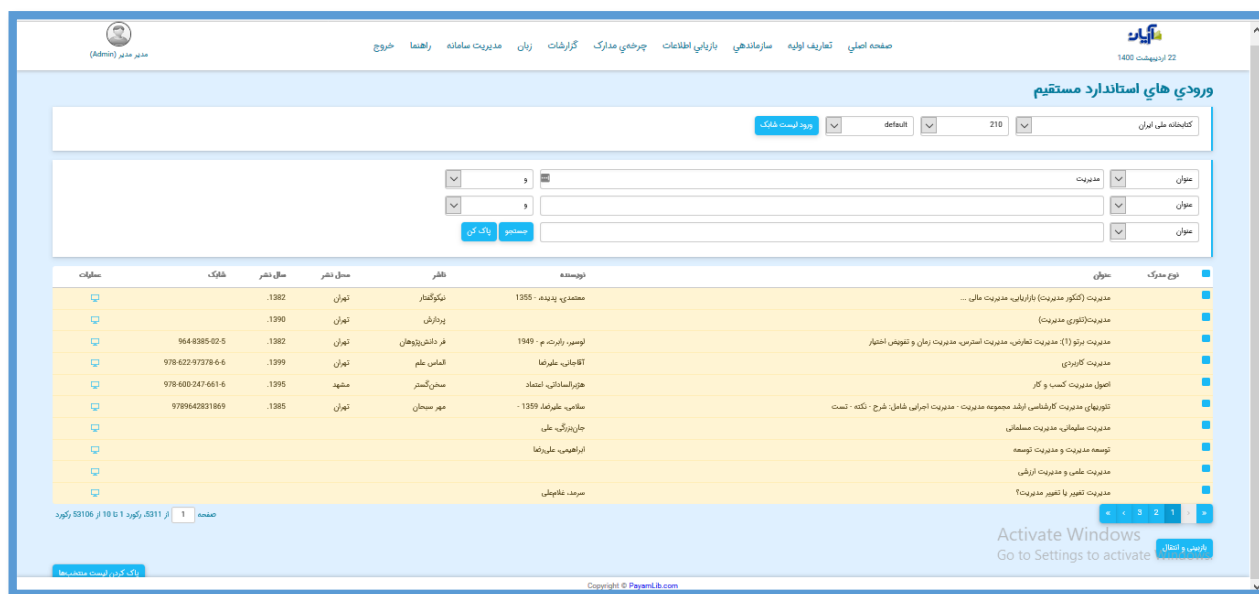 آیان
22 اردیبهشت 1400
صفحه اصلي تعاریف اولیه سازماندهي بازیابي اطلاعات چرخه‌ي مدارک گزارشات زبان مدیریت سامانه راهنما خروج
مدیر مدیر (Admin)
ورودي هاي استاندارد مستقیم
کتابخانه ملی ایران 210 default ورود لیست شابک
عنوان مدیریت و
عنوان و
عنوان جستجو پاک کن
نوع مدرک عنوان نویسنده ناشر محل نشر سال نشر شابک عملیات
مدیریت (کنکور مدیریت) بازاریابی، مدیریت مالی ... معتمدی، پدیده، - 1355 نیکوگفتار تهران 1382.
مدیریت(تئوری مدیریت) پردازش تهران 1390.
مدیریت برتو (1): مدیریت تعارض، مدیریت استرس، مدیریت زمان و تفویض اختیار لوسیر، رابرت، م - 1949 فر دانش‌پژوهان تهران 1382. 964-8385-02-5
مدیریت کاربردی آقاجانی، علیرضا الماس علم تهران 1399. 978-622-97378-6-6
اصول مدیریت کسب و کار هژبرالساداتی، اعتماد سخن‌گستر مشهد 1395. 978-600-247-661-6
تئوریهای مدیریت کارشناسی ارشد مجموعه مدیریت - مدیریت اجرایی شامل: شرح - نکته - تست سلامی، علیرضا، 1359 - مهر سبحان تهران 1385. 9789642831869
مدیریت سلیمانی، مدیریت مسلمانی جان‌بزرگی، علی
توسعه مدیریت و مدیریت توسعه ابراهیمی، علی‌رضا
مدیریت علمی و مدیریت ارزشی
مدیریت تغییر یا تغییر مدیریت؟ سرمد، غلامعلی
« ‹ 1 2 3 › »
صفحه 1 از 5311، رکورد 1 تا 10 از 53106 رکورد
بازبینی و انتقال
Activate Windows
Go to Settings to activate Windows.
پاک کردن لیست منتخب‌ها
Copyright © PayamLib.com